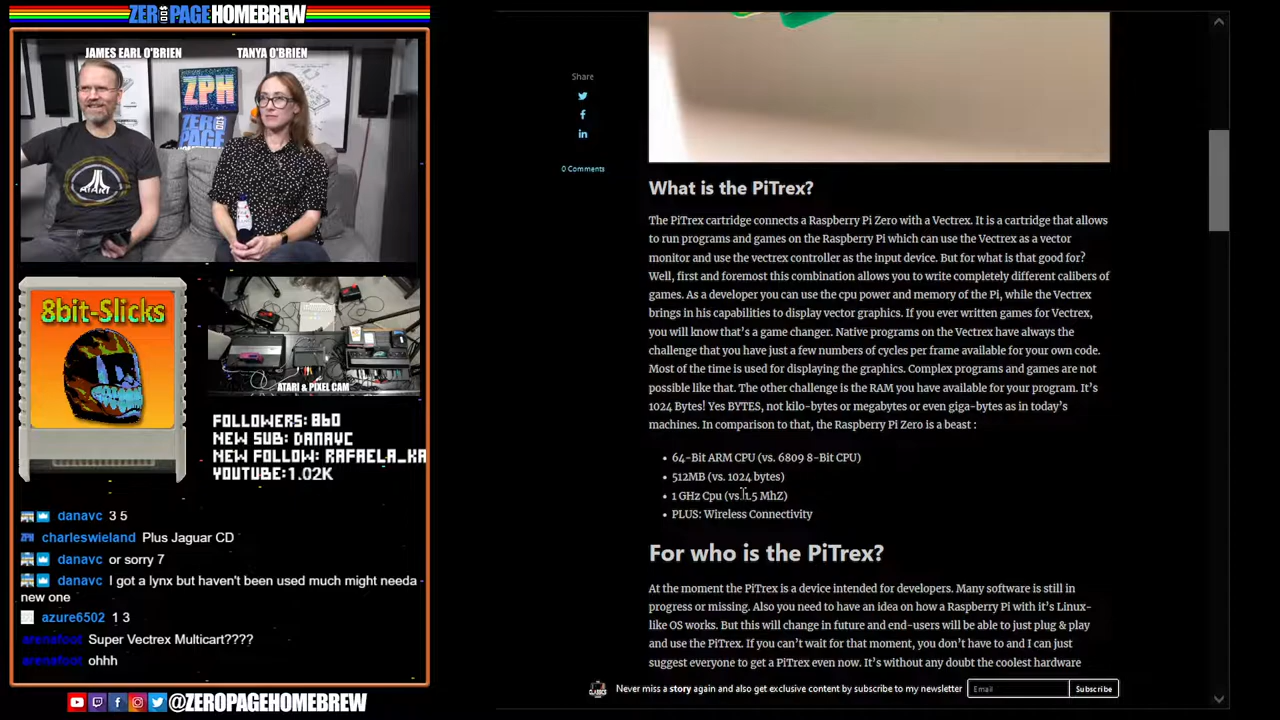 ZERO PAGE HOMEBREW
JAMES EARL O'BRIEN
TANYA O'BRIEN
ZPH
ZERO
PAGE
ATARI
8bit-Slicks
ATARI & PIXEL CAM
FOLLOWERS: 860
NEW SUB: DANAVC
NEW FOLLOW: RAFAELA_KA
YOUTUBE: 1.02K
danavc 3 5
charleswieland Plus Jaguar CD
danavc or sorry 7
danavc I got a lynx but haven't been used much might needa
new one
azure6502 1 3
arenafoot Super Vectrex Multicart????
arenafoot ohhh
@ZEROPAGEHOMEBREW
Share
0 Comments
What is the PiTrex?
The PiTrex cartridge connects a Raspberry Pi Zero with a Vectrex. It is a cartridge that allows
to run programs and games on the Raspberry Pi which can use the Vectrex as a vector
monitor and use the vectrex controller as the input device. But for what is that good for?
Well, first and foremost this combination allows you to write completely different calibers of
games. As a developer you can use the cpu power and memory of the Pi, while the Vectrex
brings in his capabilities to display vector graphics. If you ever written games for Vectrex,
you will know that's a game changer. Native programs on the Vectrex have always the
challenge that you have just a few numbers of cycles per frame available for your own code.
Most of the time is used for displaying the graphics. Complex programs and games are not
possible like that. The other challenge is the RAM you have available for your program. It's
1024 Bytes! Yes BYTES, not kilo-bytes or megabytes or even giga-bytes as in today's
machines. In comparison to that, the Raspberry Pi Zero is a beast :
• 64-Bit ARM CPU (vs. 6809 8-Bit CPU)
• 512MB (vs. 1024 bytes)
• 1 GHz Cpu (vs 1.5 MhZ)
• PLUS: Wireless Connectivity
For who is the PiTrex?
At the moment the PiTrex is a device intended for developers. Many software is still in
progress or missing. Also you need to have an idea on how a Raspberry Pi with it's Linux-
like OS works. But this will change in future and end-users will be able to just plug & play
and use the PiTrex. If you can't wait for that moment, you don't have to and I can just
suggest everyone to get a PiTrex even now. It's without any doubt the coolest hardware
Never miss a story again and also get exclusive content by subscribe to my newsletter
Email
Subscribe